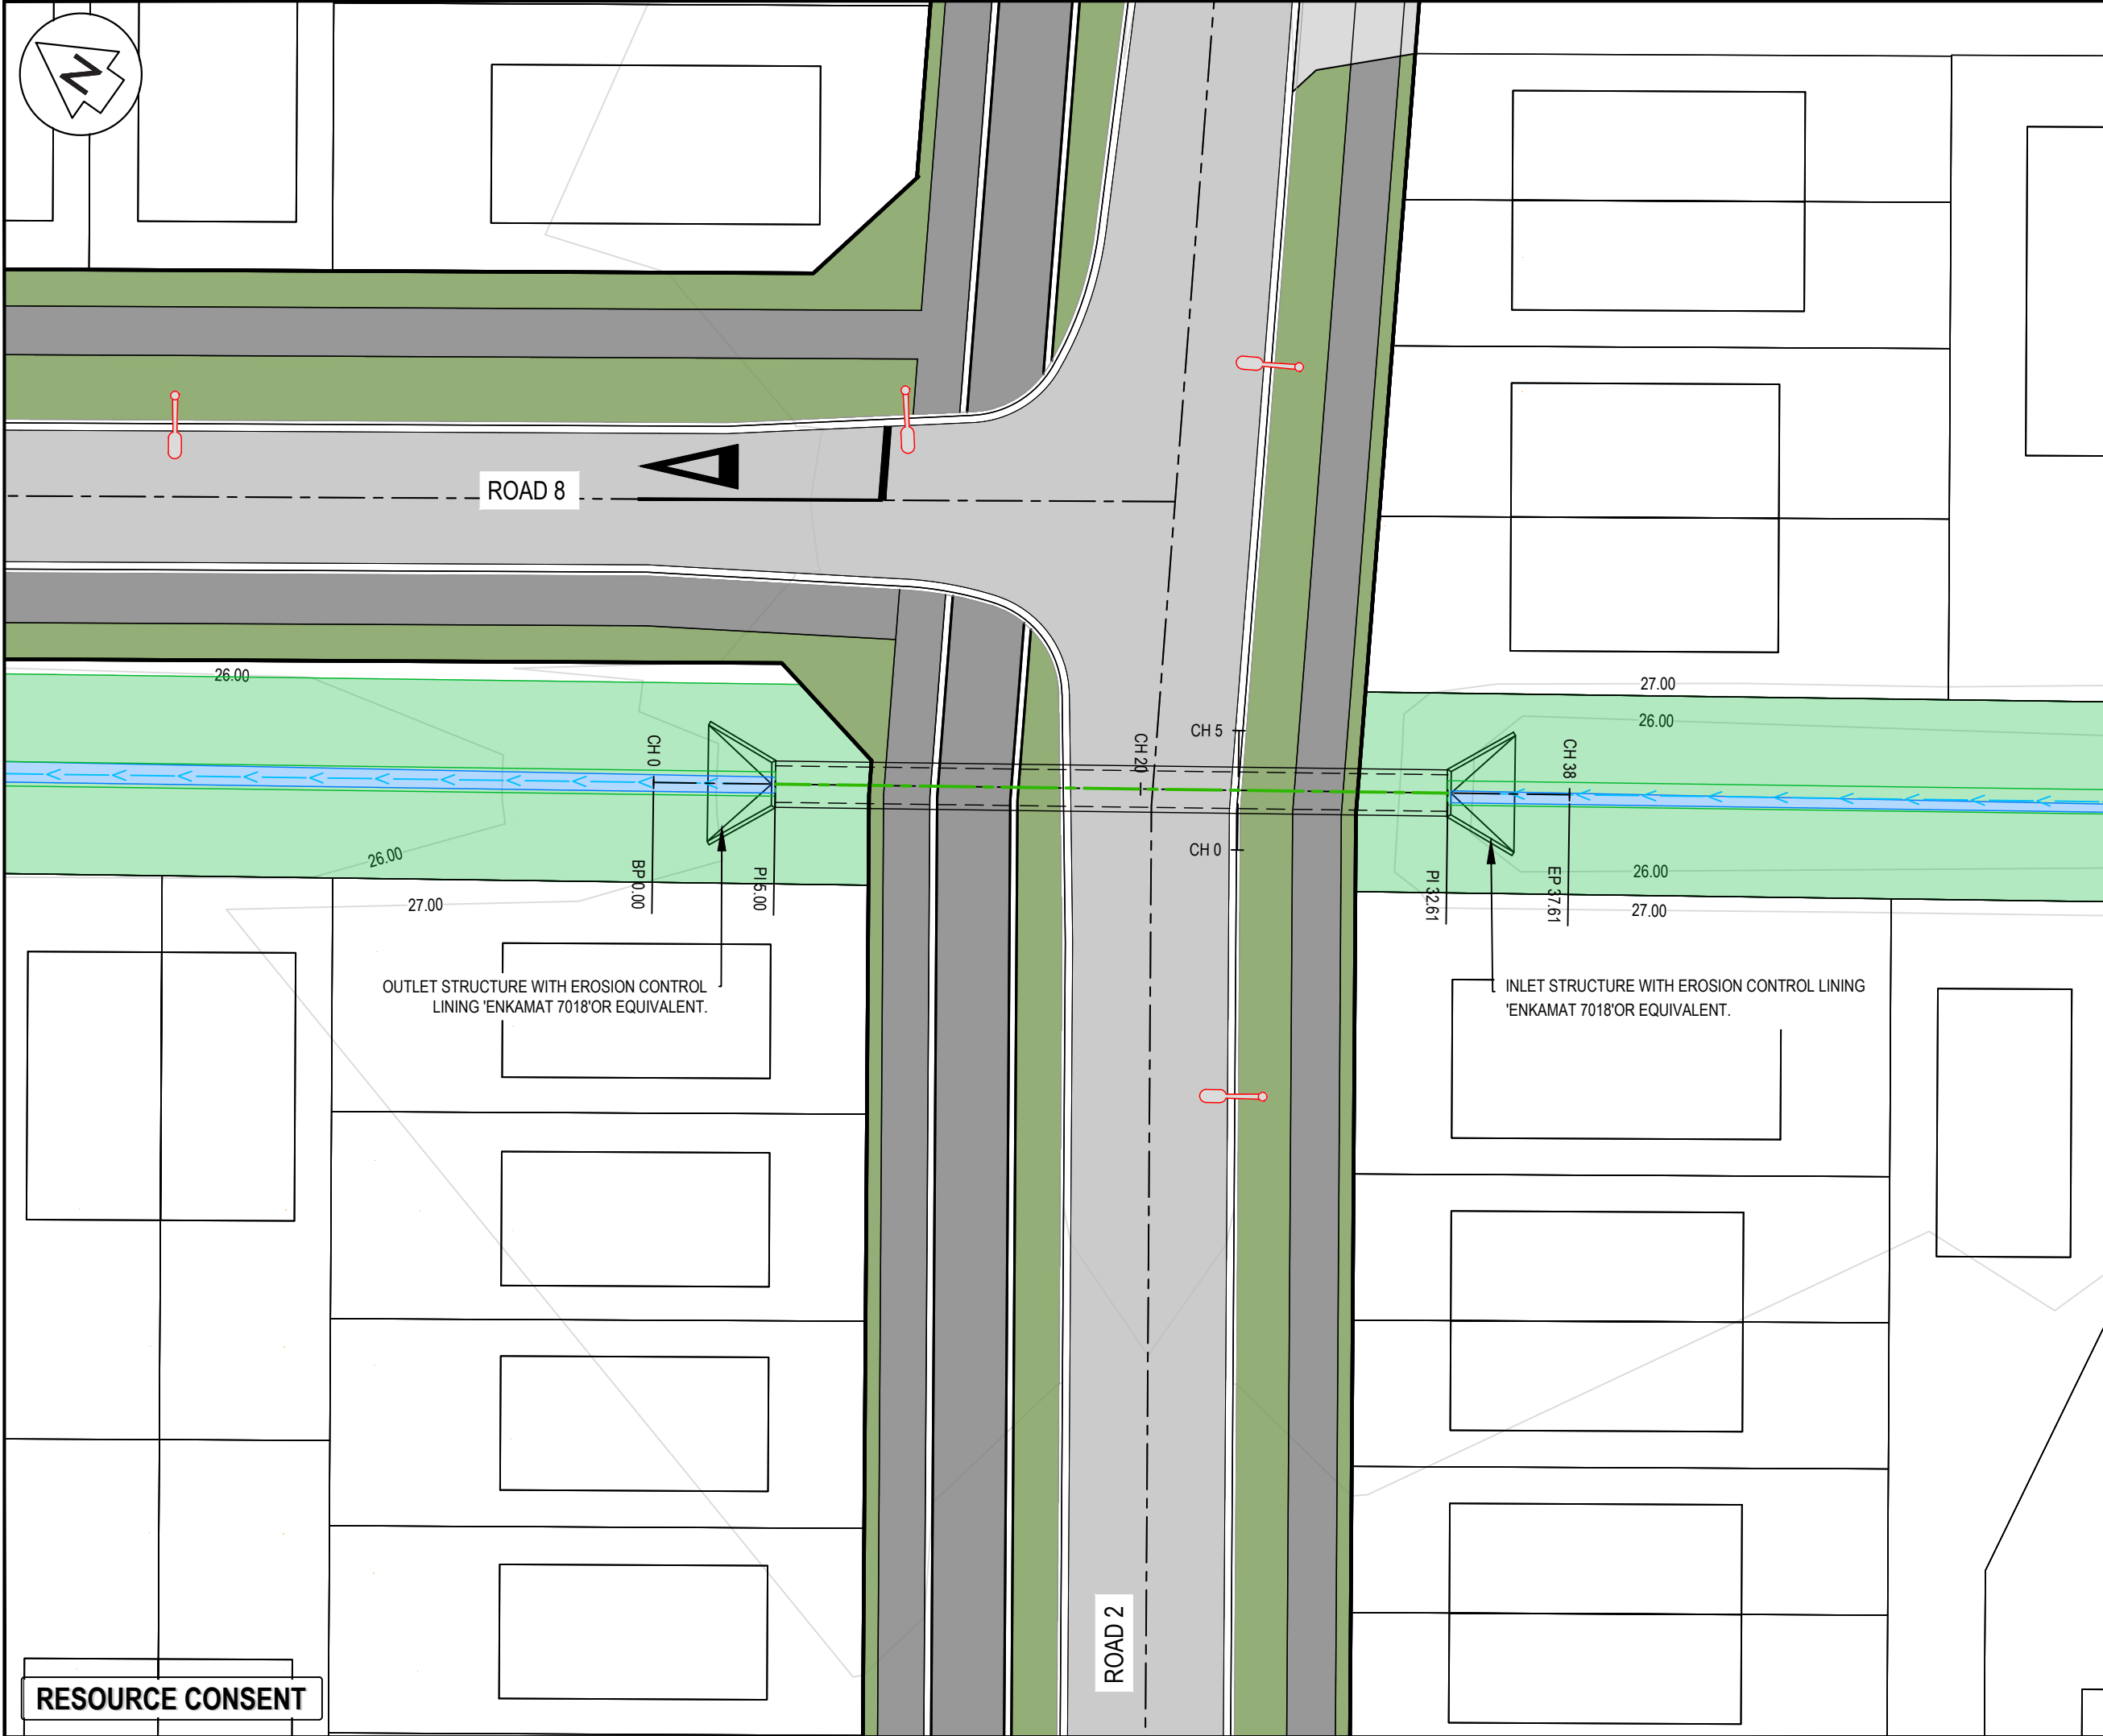 N
ROAD 8
26.00
27.00
26.00
CH 5
CH 0
CH 20
CH 38
CH 0
26.00
26.00
BP 0.00
PI 5.00
PI 32.61
EP 37.61
27.00
27.00
OUTLET STRUCTURE WITH EROSION CONTROL
LINING 'ENKAMAT 7018'OR EQUIVALENT.
INLET STRUCTURE WITH EROSION CONTROL LINING
'ENKAMAT 7018'OR EQUIVALENT.
ROAD 2
RESOURCE CONSENT